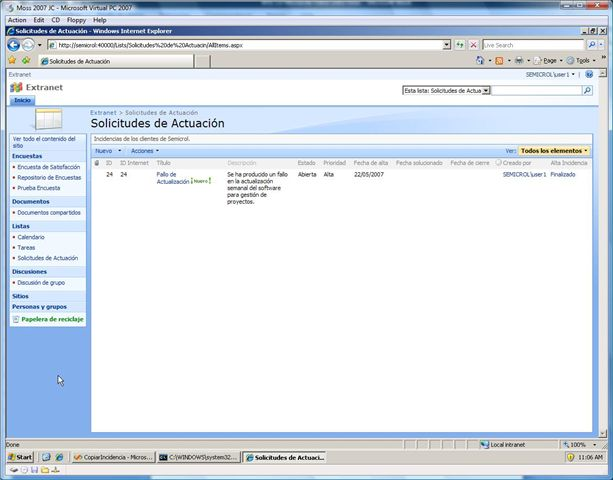 Moss 2007 JC - Microsoft Virtual PC 2007
Action Edit CD Floppy Help
Solicitudes de Actuación - Windows Internet Explorer
http://semicrol:40000/Lists/Solicitudes%20de%20Actuacin/AllItems.aspx
Live Search
Solicitudes de Actuación
Page Tools
Extranet
SEMICROL\user1
Extranet
Esta lista: Solicitudes de Actua
Inicio
Extranet > Solicitudes de Actuación
Solicitudes de Actuación
Ver todo el contenido del sitio
Encuestas
Encuesta de Satisfacción
Repositorio de Encuestas
Prueba Encuesta
Documentos
Documentos compartidos
Listas
Calendario
Tareas
Solicitudes de Actuación
Discusiones
Discusión de grupo
Sitios
Personas y grupos
Papelera de reciclaje
Incidencias de los clientes de Semicrol.
Nuevo Acciones Ver: Todos los elementos
ID ID Internet Título Descripción Estado Prioridad Fecha de alta Fecha solucionado Fecha de cierre Creado por Alta Incidencia
24 24 Fallo de Se ha producido un fallo Abierta Alta 22/05/2007 SEMICROL\user1 Finalizado
Actualización ¡Nuevo! en la actualización
semanal del software
para gestión de
proyectos.
Done Local intranet 100%
Start CopiarIncidencia - Micros... C:\WINDOWS\system32... Solicitudes de Actuaci... 11:06 AM